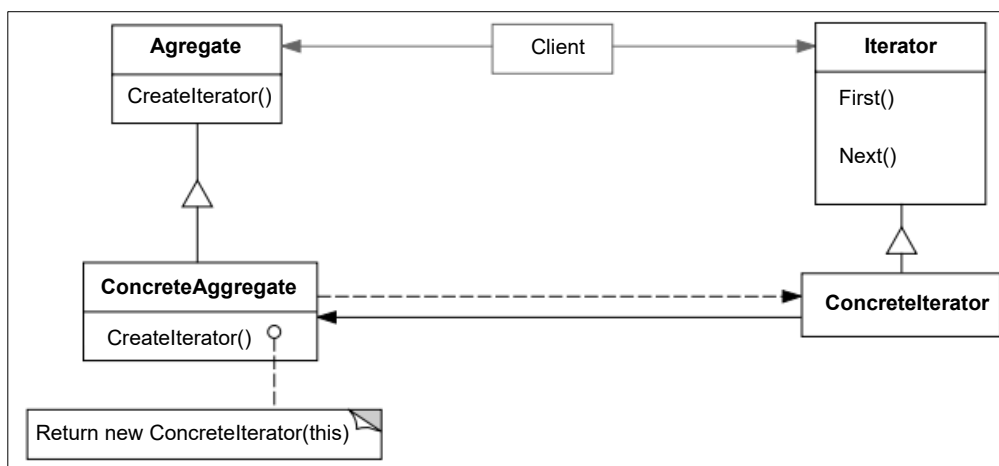 Agregate
Client
Iterator
CreateIterator()
First()
Next()
ConcreteAggregate
ConcreteIterator
CreateIterator()
Return new ConcreteIterator(this)